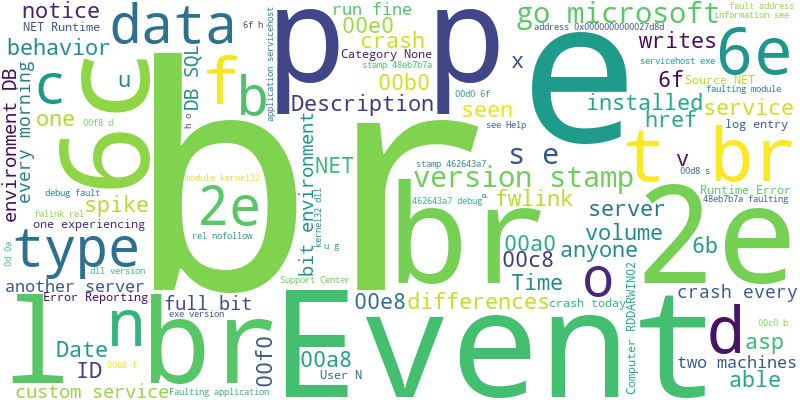 notice
NET Runtime
6f h
data
p
p
run fine
00e0
go microsoft
fault address
information see
address 0x0000000000027d8d
behavior
crash
Category None
writes
6e
e
environment DB
every morning
c
u
6c
f
b
DB SQL
application servicehost
h o
stamp 48eb7b7a
00b0
x
servicehost exe
6f
Source NET
faulting module
Description
00d0 6f
seen
installed
service
one
00f8 d
see Help
href
log entry
br
br
s e
t
br
v
00d8 s
Runtime Error
NET
stamp 462643a7
version stamp
48eb7b7a faulting
debug fault
module kernel32
2e
bit environment
kernel32 dll
u g
br
462643a7 debug
e
fwlink
2e
fwlink rel
spike
server
one experiencing
rel nofollow
00a0
volume
6b
0d 0a
type
anyone
00c8
dll version
another server
Support Center
Time
o
Computer RDDARWINO2
crash every
Error Reporting
full bit
00e8
differences
crash today
exe version
l
n
br
Event
d
00c0 b
asp
Date
00f0
00a8
two machines
ID
00b8 f
User N
able
custom service
Faulting application